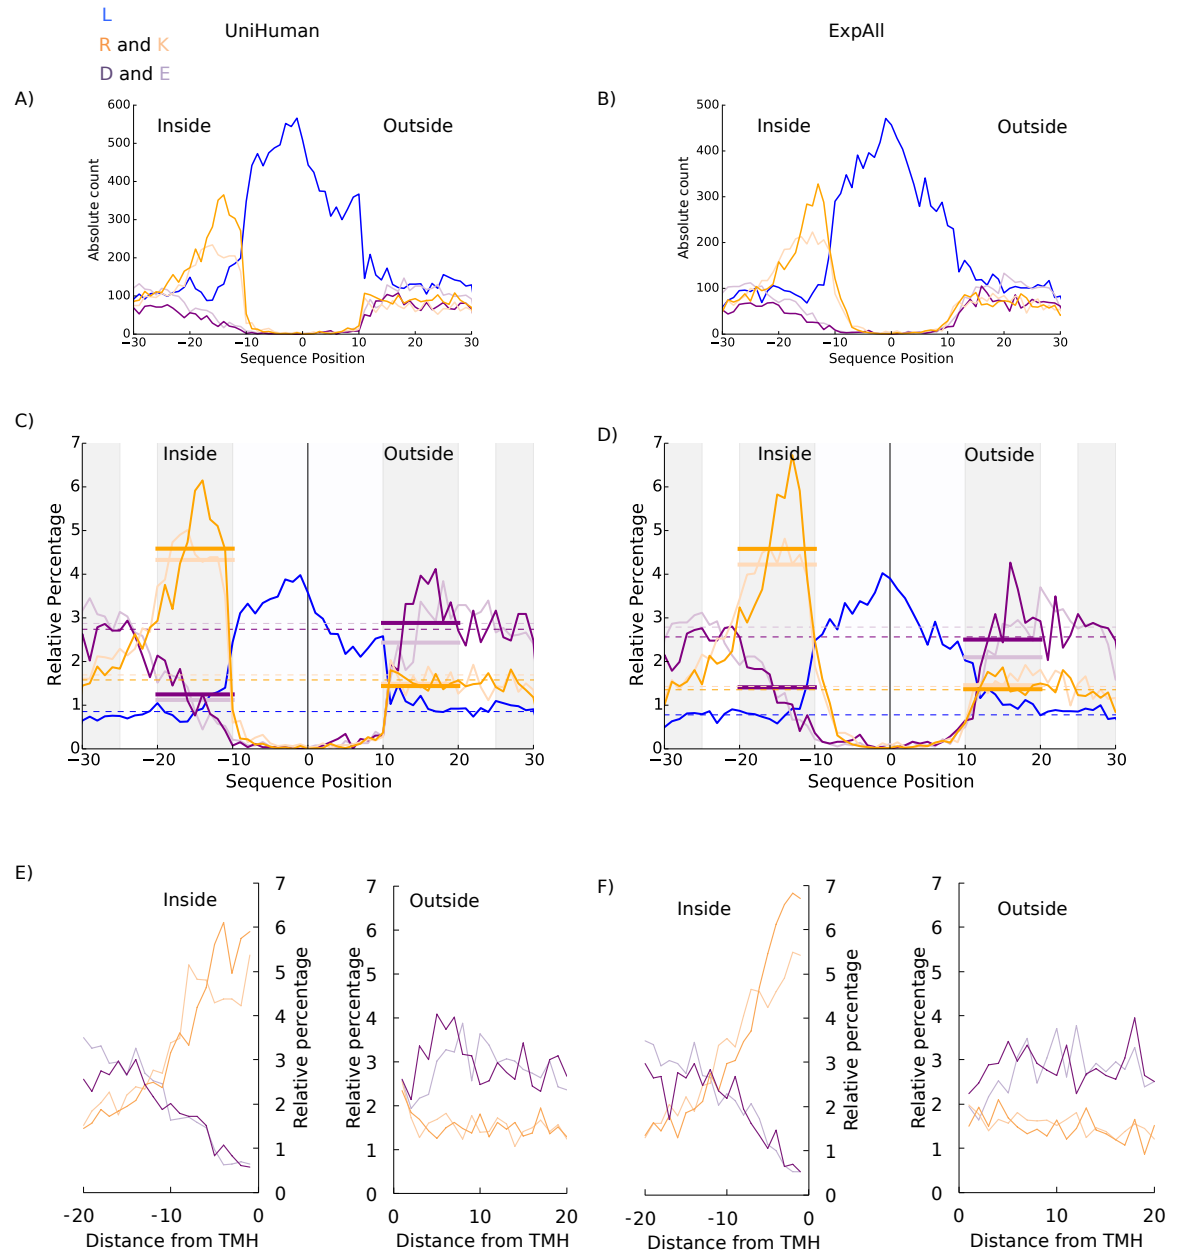 L
UniHuman
ExpAll
R and K
D and E
A)
B)
600
500
400
300
200
100
0
Absolute count
Inside
Outside
−30
−20
−10
0
10
20
30
Sequence Position
500
400
300
200
100
0
Absolute count
Inside
Outside
−30
−20
−10
0
10
20
30
Sequence Position
C)
D)
7
6
5
4
3
2
1
0
Relative Percentage
Inside
Outside
−30
−20
−10
0
10
20
30
Sequence Position
7
6
5
4
3
2
1
0
Relative Percentage
Inside
Outside
−30
−20
−10
0
10
20
30
Sequence Position
E)
F)
Inside
7
6
5
4
3
2
1
0
Relative percentage
-20
-10
0
Distance from TMH
Outside
7
6
5
4
3
2
1
0
Relative percentage
0
10
20
Distance from TMH
Inside
7
6
5
4
3
2
1
0
Relative percentage
-20
-10
0
Distance from TMH
Outside
7
6
5
4
3
2
1
0
Relative percentage
0
10
20
Distance from TMH